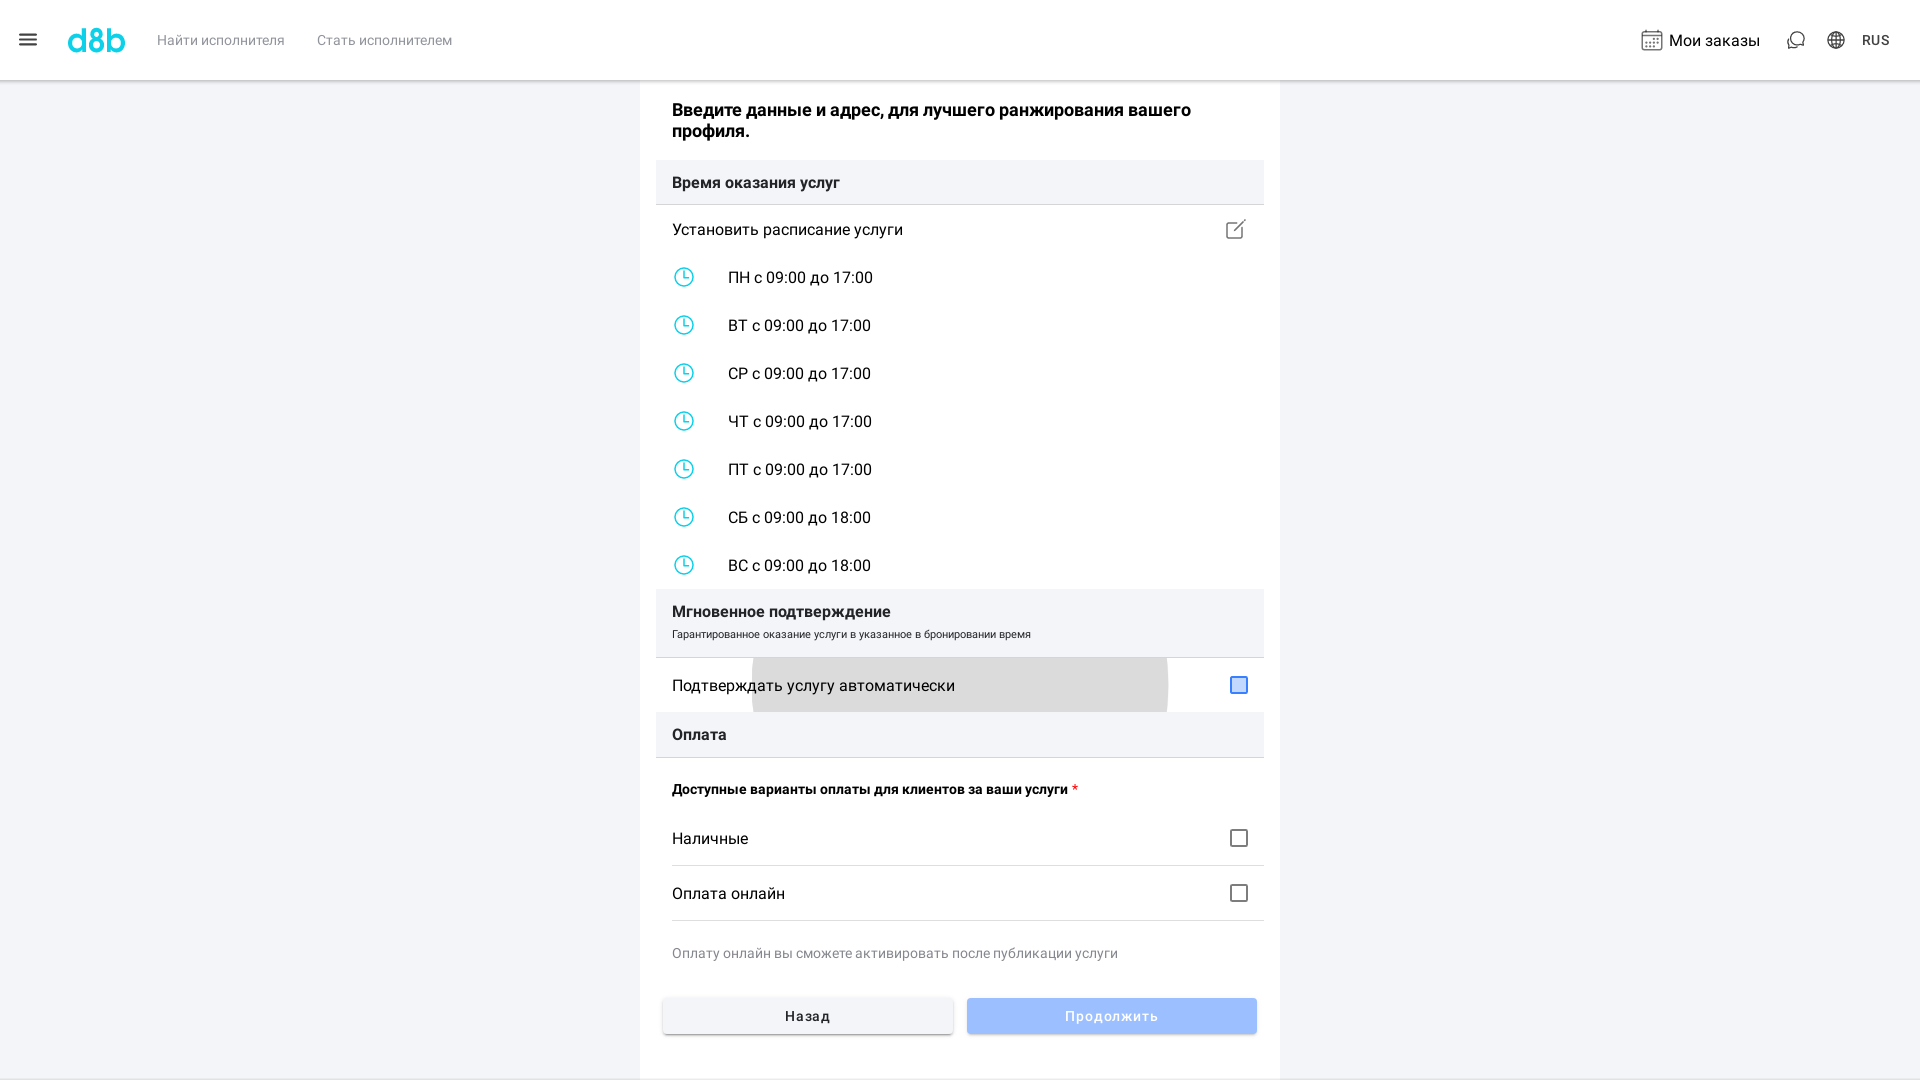 d8b
Найти исполнителя
Стать исполнителем
Мои заказы
RUS
Введите данные и адрес, для лучшего ранжирования вашего
профиля.
Время оказания услуг
Установить расписание услуги
ПН с 09:00 до 17:00
ВТ с 09:00 до 17:00
СР с 09:00 до 17:00
ЧТ с 09:00 до 17:00
ПТ с 09:00 до 17:00
СБ с 09:00 до 18:00
ВС с 09:00 до 18:00
Мгновенное подтверждение
Гарантированное оказание услуги в указанное в бронировании время
Подтверждать услугу автоматически
Оплата
Доступные варианты оплаты для клиентов за ваши услуги *
Наличные
Оплата онлайн
Оплату онлайн вы сможете активировать после публикации услуги
Назад
Продолжить